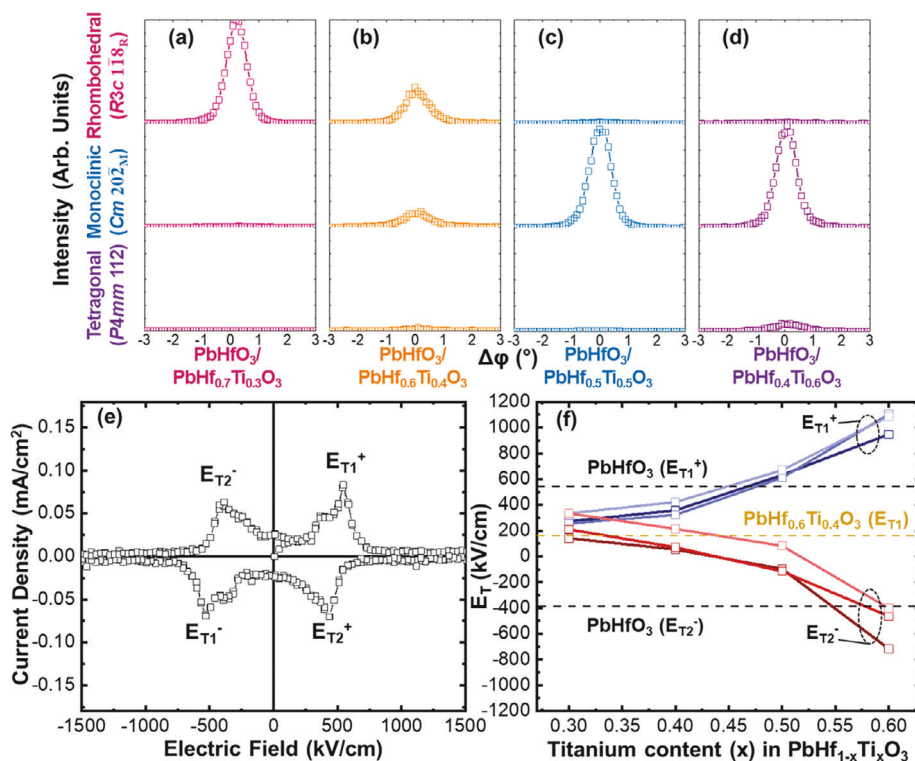 (a) (b) (c) (d)
Intensity (Arb. Units)
Rhombohedral
(R3c 11̄8R)
Monoclinic
(Cm 202̄M)
Tetragonal
(P4mm 112)
-3 -2 -1 0 1 2 3 -2 -1 0 1 2 3 -2 -1 0 1 2 3 -2 -1 0 1 2 3
Δφ (°)
PbHfO3/
PbHf0.7Ti0.3O3
PbHfO3/
PbHf0.6Ti0.4O3
PbHfO3/
PbHf0.5Ti0.5O3
PbHfO3/
PbHf0.4Ti0.6O3
(e)
Current Density (mA/cm2)
0.15
0.10
0.05
0.00
0.05
0.10
0.15
ET2-
ET1+
ET1-
ET2+
-1500 -1000 -500 0 500 1000 1500
Electric Field (kV/cm)
(f)
ET (kV/cm)
1200
1000
800
600
400
200
0
-200
-400
-600
-800
-1000
1200
ET1+
PbHfO3 (ET1+)
PbHf0.6Ti0.4O3 (ET1)
PbHfO3 (ET2-)
ET2-
0.30 0.35 0.40 0.45 0.50 0.55 0.60
Titanium content (x) in PbHf1-xTixO3